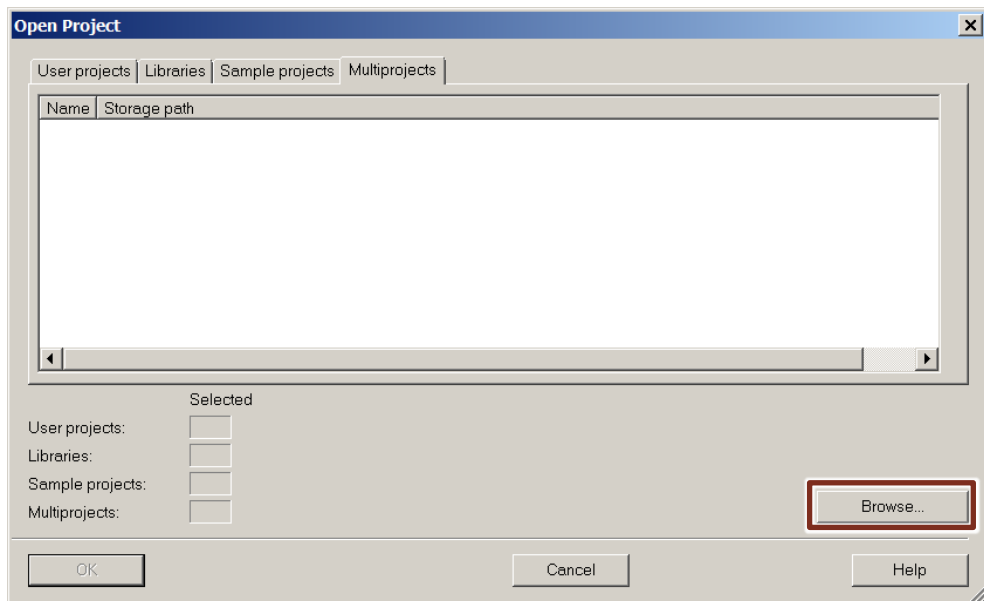 Open Project
User projects Libraries Sample projects Multiprojects
Name Storage path
Selected
User projects:
Libraries:
Sample projects:
Multiprojects:
Browse...
OK Cancel Help